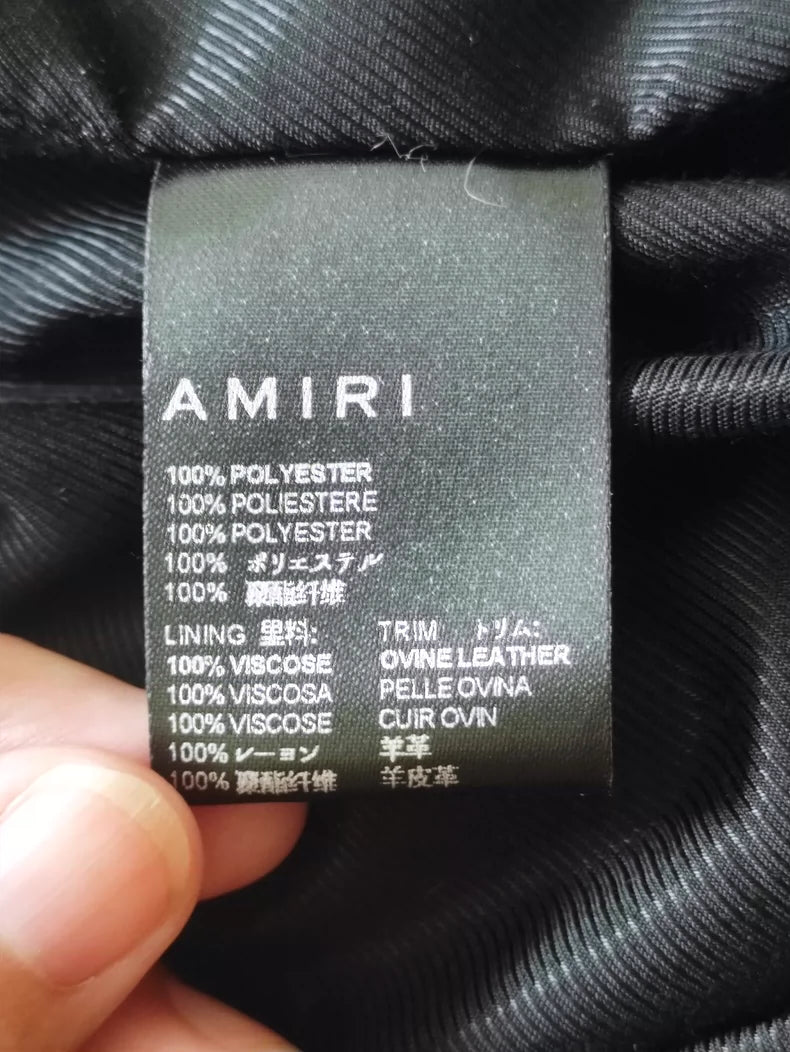 AMIRI
100% POLYESTER
100% POLIESTERE
100% POLYESTER
100% ポリエステル
100% 聚酯纤维
LINING 里料:
100% VISCOSE
100% VISCOSA
100% VISCOSE
100% レーヨン
100% 聚酯纤维
TRIM トリム:
OVINE LEATHER
PELLE OVINA
CUIR OVIN
羊革
羊皮革